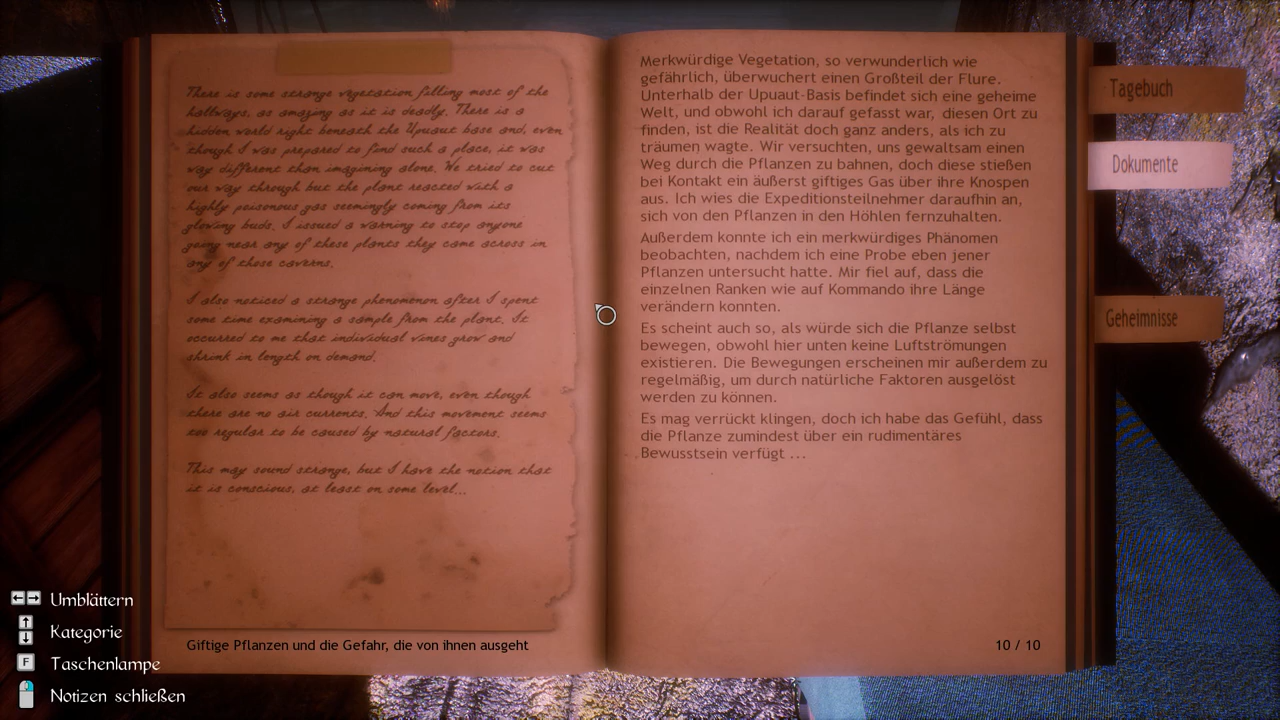 There is some strange vegetation filling most of the
hallways, as amazing as it is deadly. There is a
hidden world right beneath the Upuaut base and, even
though I was prepared to find such a place, it was
way different than imagining alone. We tried to cut
our way through but the plant reacted with a
highly poisonous gas seemingly coming from its
glowing buds. I issued a warning to stop anyone
going near any of these plants they came across in
any of those caverns.
I also noticed a strange phenomenon after I spent
some time examining a sample from the plant. It
occurred to me that individual vines grow and
shrink in length on demand.
It also seems as though it can move, even though
there are no air currents. And this movement seems
too regular to be caused by natural factors.
This may sound strange, but I have the notion that
it is conscious, at least on some level...
Giftige Pflanzen und die Gefahr, die von ihnen ausgeht
Merkwürdige Vegetation, so verwunderlich wie
gefährlich, überwuchert einen Großteil der Flure.
Unterhalb der Upuaut-Basis befindet sich eine geheime
Welt, und obwohl ich darauf gefasst war, diesen Ort zu
finden, ist die Realität doch ganz anders, als ich zu
träumen wagte. Wir versuchten, uns gewaltsam einen
Weg durch die Pflanzen zu bahnen, doch diese stießen
bei Kontakt ein äußerst giftiges Gas über ihre Knospen
aus. Ich wies die Expeditionsteilnehmer daraufhin an,
sich von den Pflanzen in den Höhlen fernzuhalten.
Außerdem konnte ich ein merkwürdiges Phänomen
beobachten, nachdem ich eine Probe eben jener
Pflanzen untersucht hatte. Mir fiel auf, dass die
einzelnen Ranken wie auf Kommando ihre Länge
verändern konnten.
Es scheint auch so, als würde sich die Pflanze selbst
bewegen, obwohl hier unten keine Luftströmungen
existieren. Die Bewegungen erscheinen mir außerdem zu
regelmäßig, um durch natürliche Faktoren ausgelöst
werden zu können.
Es mag verrückt klingen, doch ich habe das Gefühl, dass
die Pflanze zumindest über ein rudimentäres
Bewusstsein verfügt ...
10 / 10
Tagebuch
Dokumente
Geheimnisse
Umblättern
Kategorie
F Taschenlampe
Notizen schließen